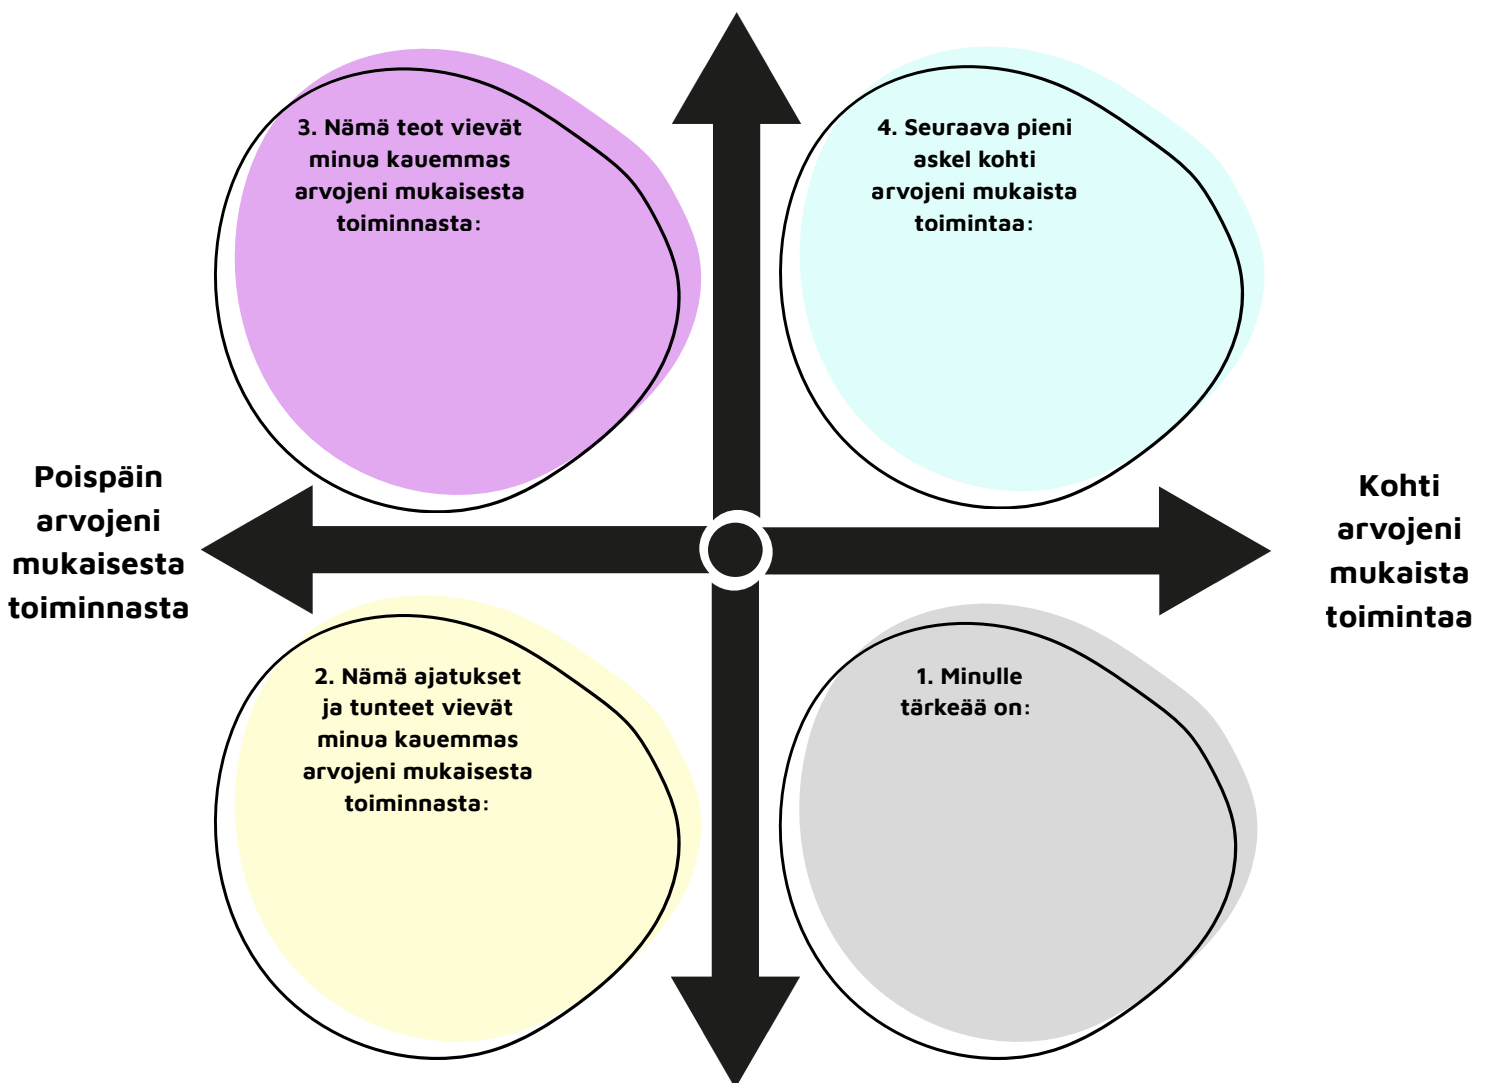 3. Nämä teot vievät
minua kauemmas
arvojeni mukaisesta
toiminnasta:
4. Seuraava pieni
askel kohti
arvojeni mukaista
toimintaa:
Poispäin
arvojeni
mukaisesta
toiminnasta
Kohti
arvojeni
mukaista
toimintaa
2. Nämä ajatukset
ja tunteet vievät
minua kauemmas
arvojeni mukaisesta
toiminnasta:
1. Minulle
tärkeää on: